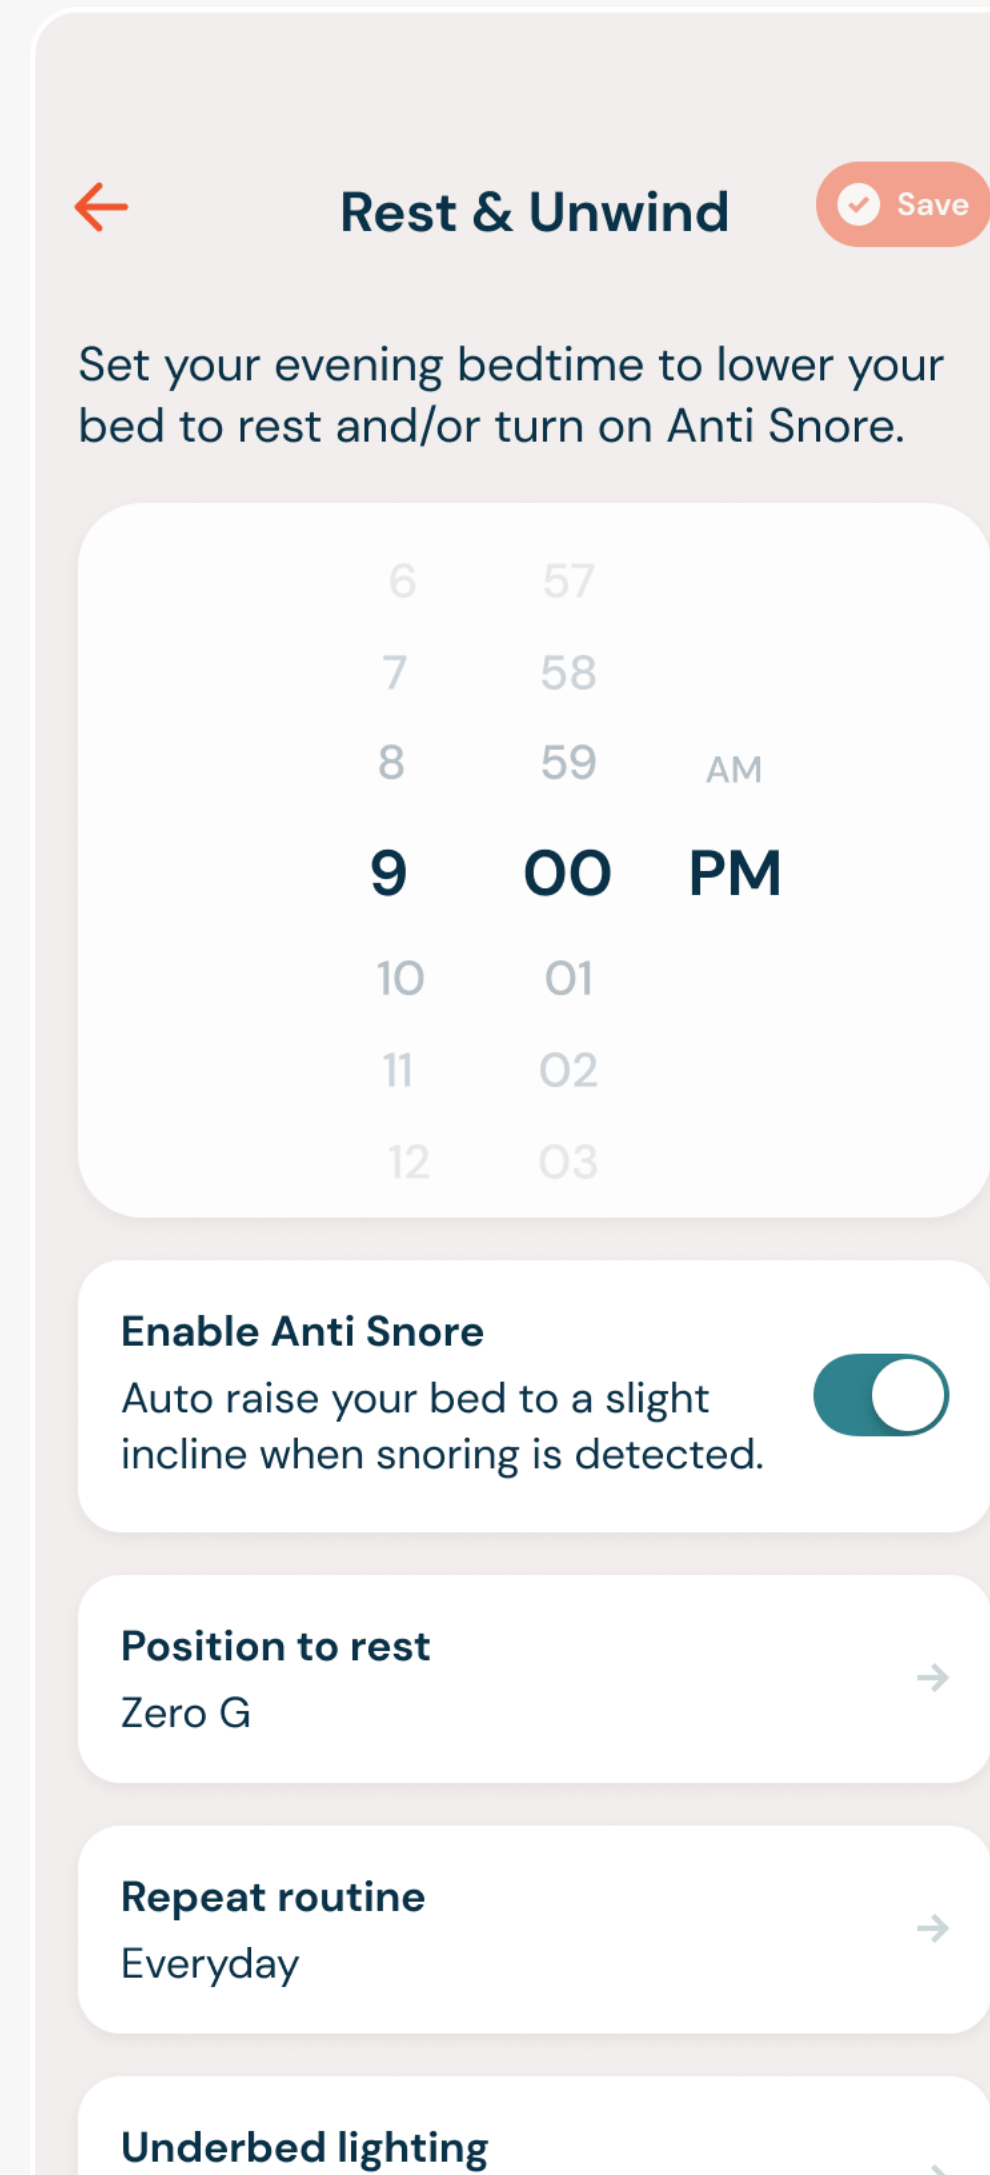 Rest & Unwind
Save
Set your evening bedtime to lower your
bed to rest and/or turn on Anti Snore.
6 57
7 58
8 59 AM
9 00 PM
10 01
11 02
12 03
Enable Anti Snore
Auto raise your bed to a slight
incline when snoring is detected.
Position to rest
Zero G
Repeat routine
Everyday
Underbed lighting